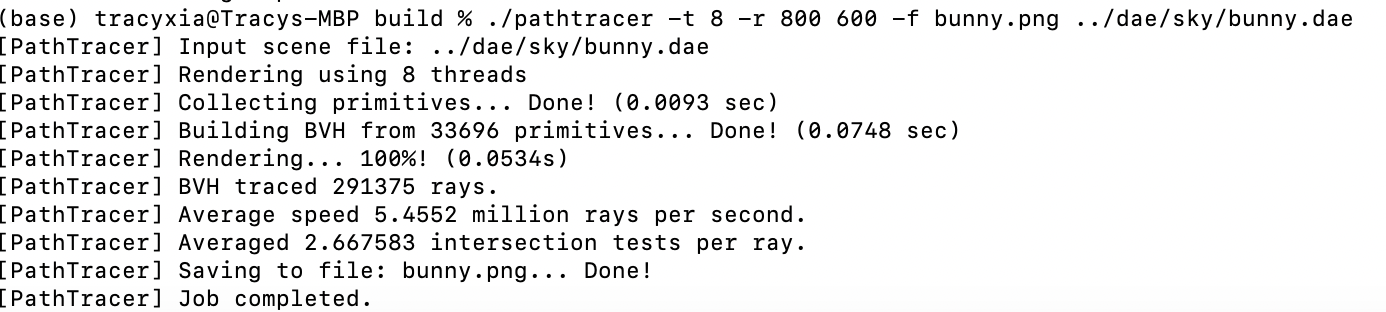 (base) tracyxia@Tracys-MBP build % ./pathtracer -t 8 -r 800 600 -f bunny.png ../dae/sky/bunny.dae
[PathTracer] Input scene file: ../dae/sky/bunny.dae
[PathTracer] Rendering using 8 threads
[PathTracer] Collecting primitives... Done! (0.0093 sec)
[PathTracer] Building BVH from 33696 primitives... Done! (0.0748 sec)
[PathTracer] Rendering... 100%! (0.0534s)
[PathTracer] BVH traced 291375 rays.
[PathTracer] Average speed 5.4552 million rays per second.
[PathTracer] Averaged 2.667583 intersection tests per ray.
[PathTracer] Saving to file: bunny.png... Done!
[PathTracer] Job completed.